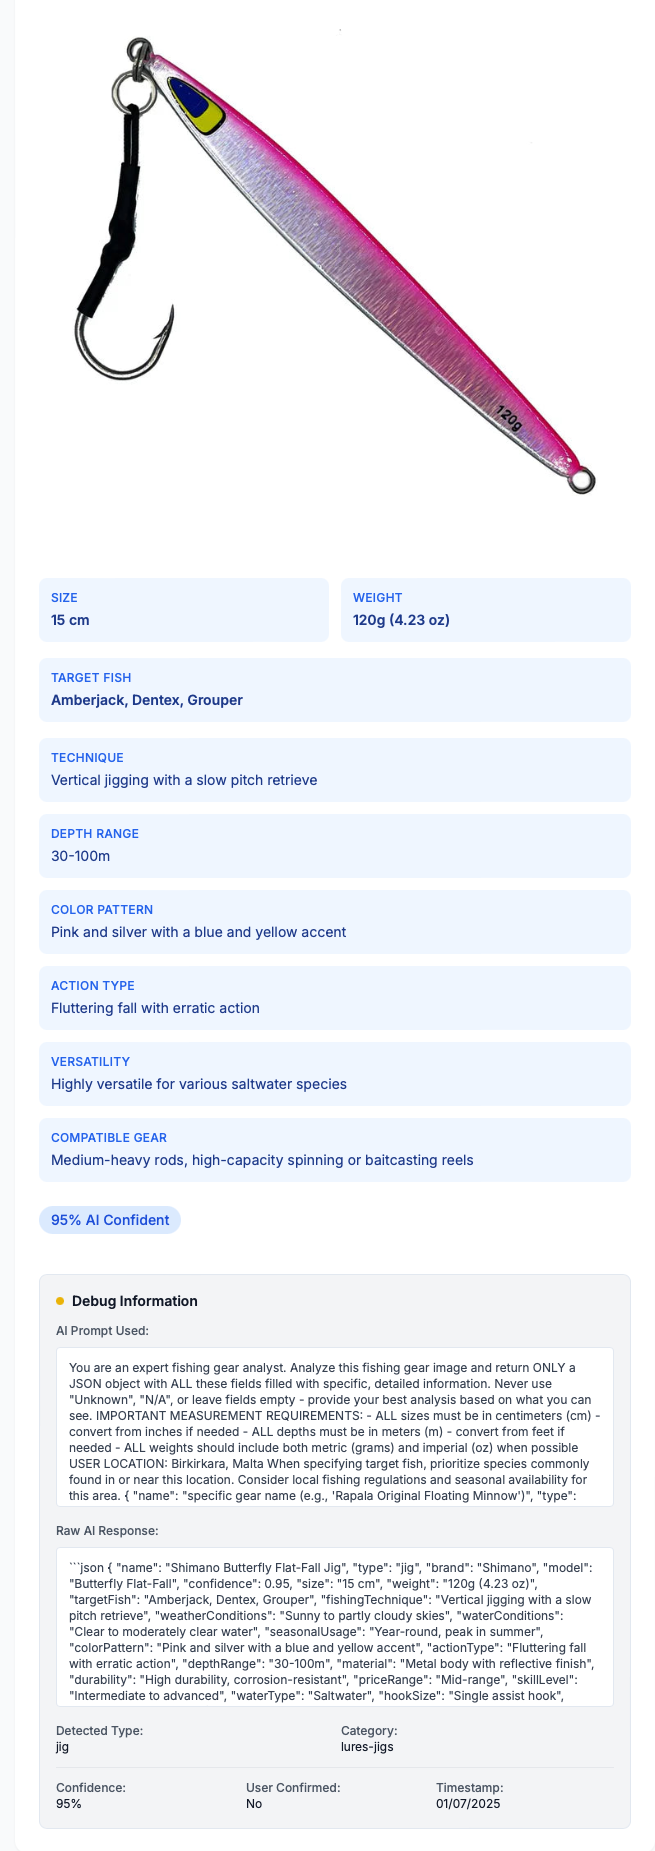 120g
SIZE
15 cm
WEIGHT
120g (4.23 oz)
TARGET FISH
Amberjack, Dentex, Grouper
TECHNIQUE
Vertical jigging with a slow pitch retrieve
DEPTH RANGE
30-100m
COLOR PATTERN
Pink and silver with a blue and yellow accent
ACTION TYPE
Fluttering fall with erratic action
VERSATILITY
Highly versatile for various saltwater species
COMPATIBLE GEAR
Medium-heavy rods, high-capacity spinning or baitcasting reels
95% AI Confident
Debug Information
AI Prompt Used:
You are an expert fishing gear analyst. Analyze this fishing gear image and return ONLY a
JSON object with ALL these fields filled with specific, detailed information. Never use
"Unknown", "N/A", or leave fields empty - provide your best analysis based on what you can
see. IMPORTANT MEASUREMENT REQUIREMENTS: - ALL sizes must be in centimeters (cm) -
convert from inches if needed - ALL depths must be in meters (m) - convert from feet if
needed - ALL weights should include both metric (grams) and imperial (oz) when possible
USER LOCATION: Birkirkara, Malta When specifying target fish, prioritize species commonly
found in or near this location. Consider local fishing regulations and seasonal availability for
this area. { "name": "specific gear name (e.g., 'Rapala Original Floating Minnow')", "type":
Raw AI Response:
```json { "name": "Shimano Butterfly Flat-Fall Jig", "type": "jig", "brand": "Shimano", "model":
"Butterfly Flat-Fall", "confidence": 0.95, "size": "15 cm", "weight": "120g (4.23 oz)",
"targetFish": "Amberjack, Dentex, Grouper", "fishingTechnique": "Vertical jigging with a slow
pitch retrieve", "weatherConditions": "Sunny to partly cloudy skies", "waterConditions":
"Clear to moderately clear water", "seasonalUsage": "Year-round, peak in summer",
"colorPattern": "Pink and silver with a blue and yellow accent", "actionType": "Fluttering fall
with erratic action", "depthRange": "30-100m", "material": "Metal body with reflective finish",
"durability": "High durability, corrosion-resistant", "priceRange": "Mid-range", "skillLevel":
"Intermediate to advanced", "waterType": "Saltwater", "hookSize": "Single assist hook",
Detected Type:
jig
Category:
lures-jigs
Confidence:
95%
User Confirmed:
No
Timestamp:
01/07/2025